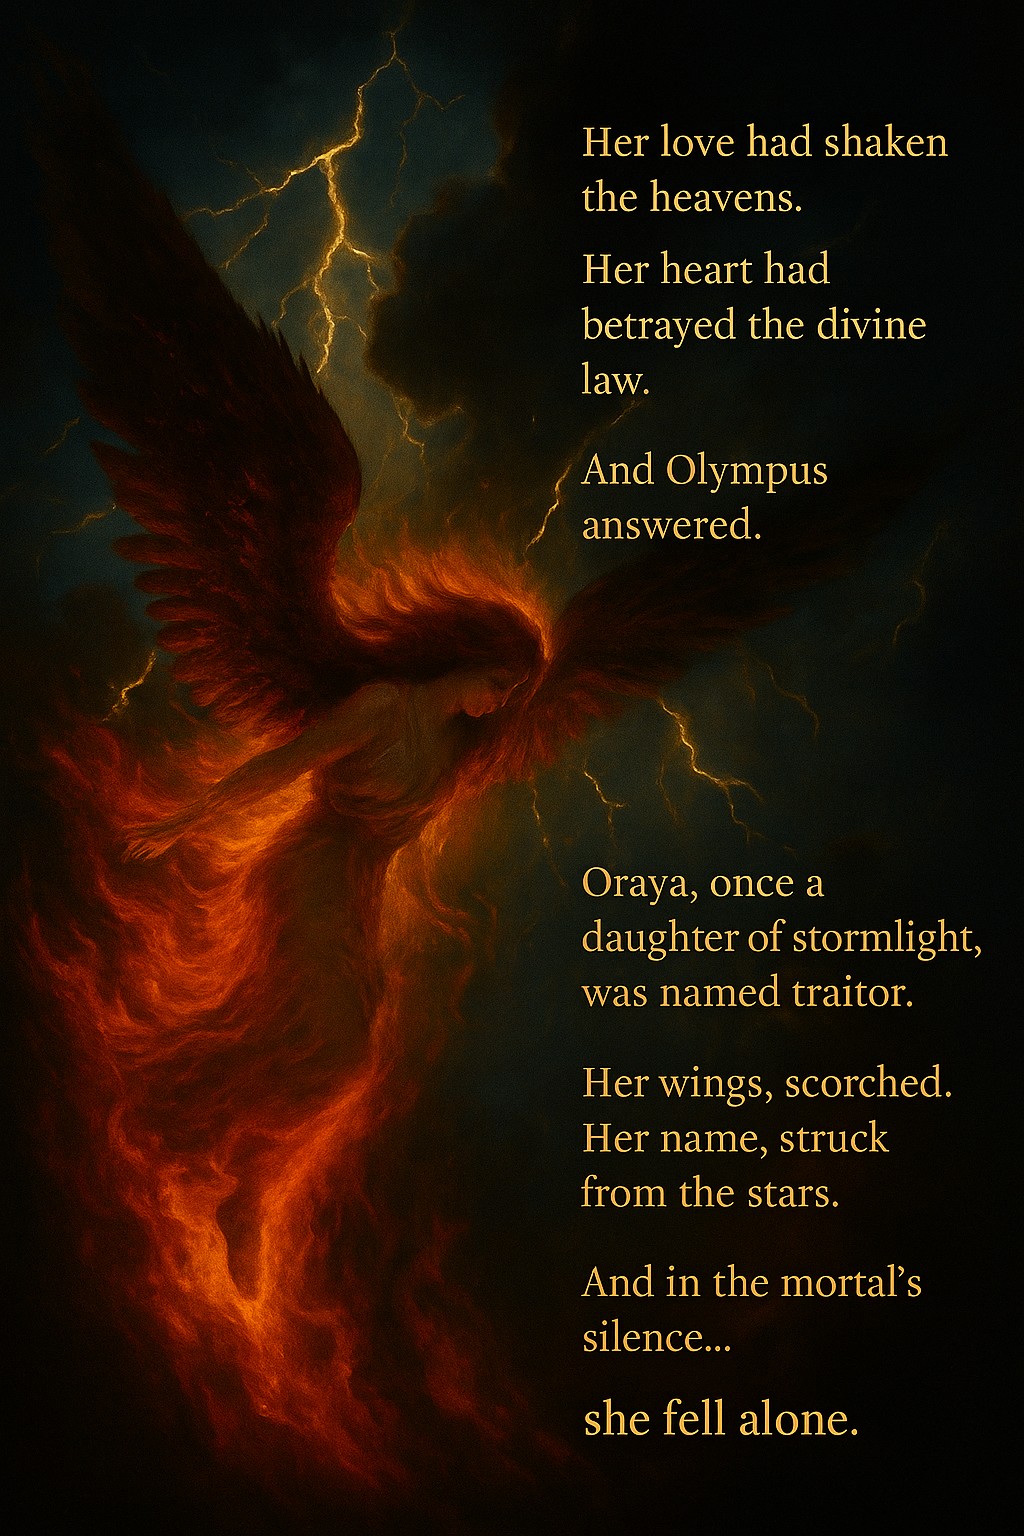 Her love had shaken
the heavens.
Her heart had
betrayed the divine
law.
And Olympus
answered.
Oraya, once a
daughter of stormlight,
was named traitor.
Her wings, scorched.
Her name, struck
from the stars.
And in the mortal’s
silence...
she fell alone.